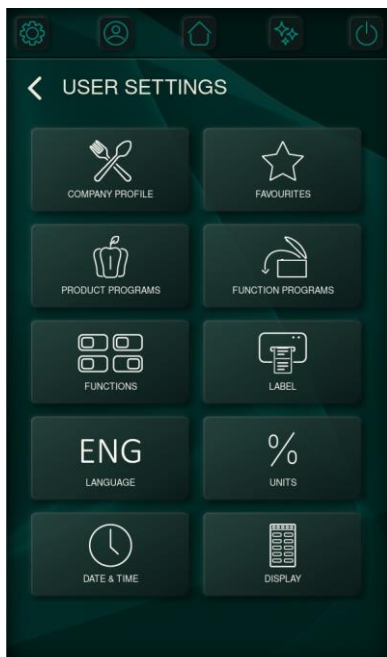 USER SETTINGS
COMPANY PROFILE
FAVOURITES
PRODUCT PROGRAMS
FUNCTION PROGRAMS
FUNCTIONS
LABEL
ENG
LANGUAGE
%
UNITS
DATE & TIME
DISPLAY